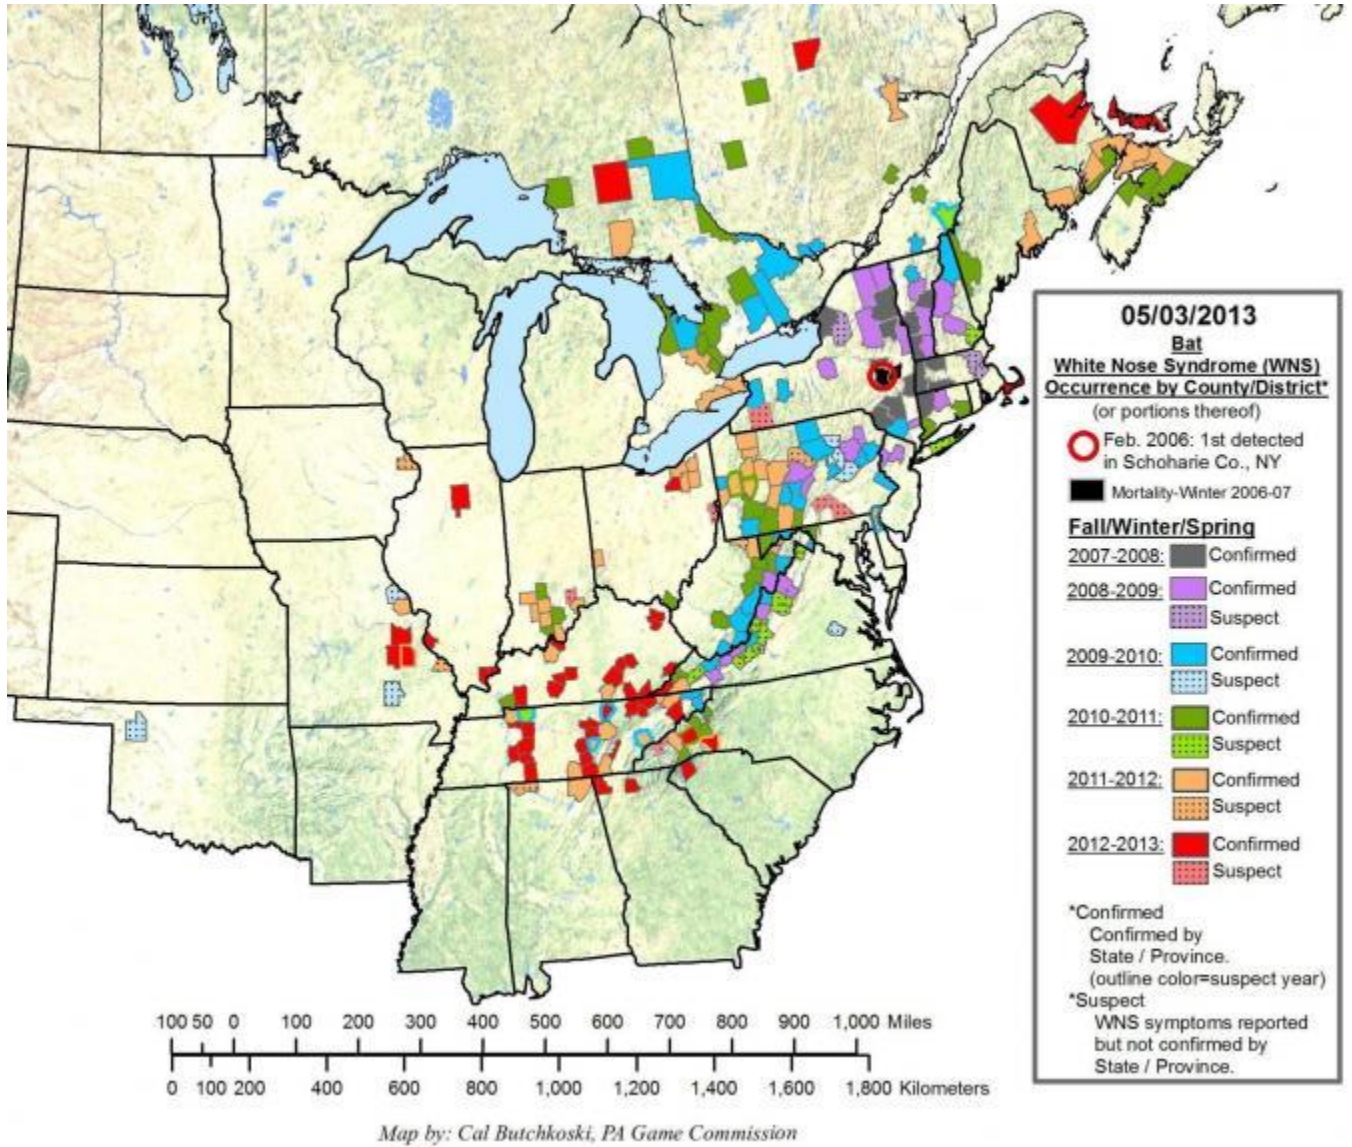 05/03/2013
Bat
White Nose Syndrome (WNS)
Occurrence by County/District*
(or portions thereof)
Feb. 2006: 1st detected
in Schoharie Co., NY
Mortality-Winter 2006-07
Fall/Winter/Spring
2007-2008: Confirmed
2008-2009: Confirmed
Suspect
2009-2010: Confirmed
Suspect
2010-2011: Confirmed
Suspect
2011-2012: Confirmed
Suspect
2012-2013: Confirmed
Suspect
*Confirmed
Confirmed by
State / Province.
(outline color=suspect year)
*Suspect
WNS symptoms reported
but not confirmed by
State / Province.
100 50 0 100 200 300 400 500 600 700 800 900 1,000 Miles
0 100 200 400 600 800 1,000 1,200 1,400 1,600 1,800 Kilometers
Map by: Cal Butchkoski, PA Game Commission